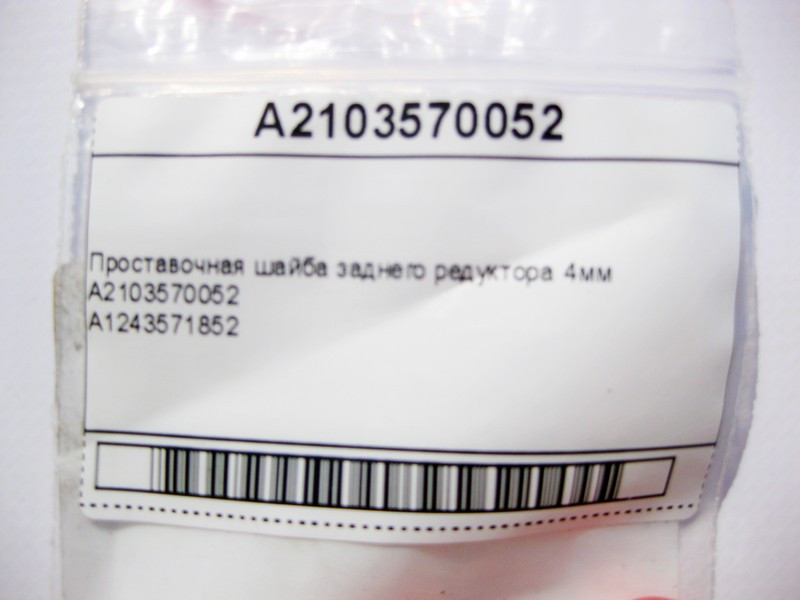 A2103570052
Проставочная шайба заднего редуктора 4мм
A2103570052
A1243571852